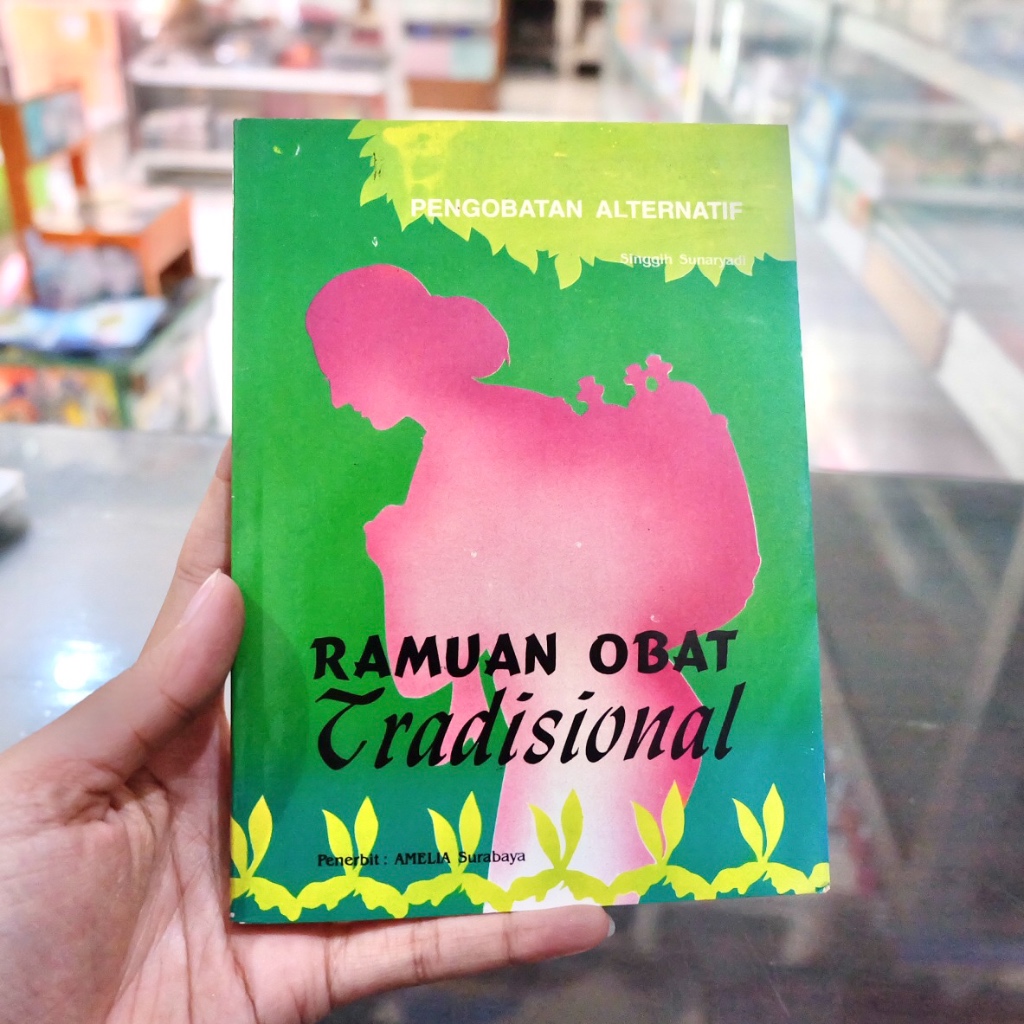 PENGOBATAN ALTERNATIF
Singgih Sunaryadi
RAMUAN OBAT
Tradisional
Penerbit : AMELIA Surabaya